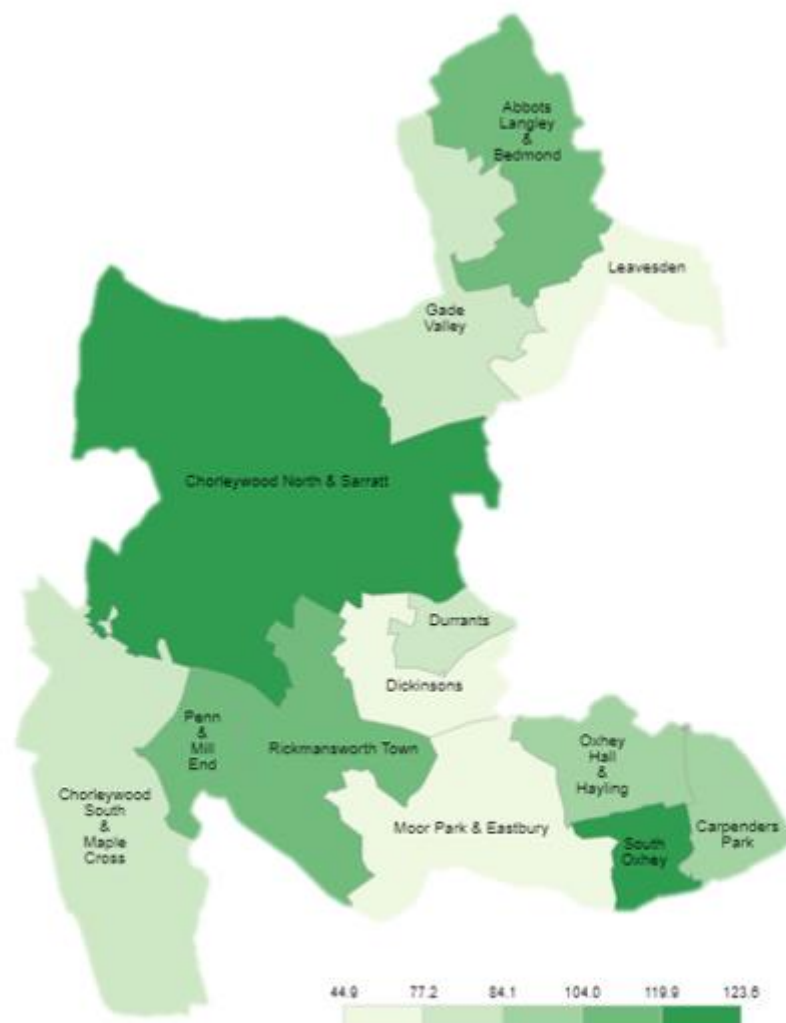 Abbots
Langley
&
Bedmond
Leavesden
Gade
Valley
Chorleywood North & Sarratt
Durrants
Dickinsons
Penn
&
Mill
End
Rickmansworth Town
Oxhey
Hall
&
Hayling
Chorleywood
South
&
Maple
Cross
Moor Park & Eastbury
South
Oxhey
Carpenders
Park
44.9 77.2 84.1 104.0 119.9 123.6